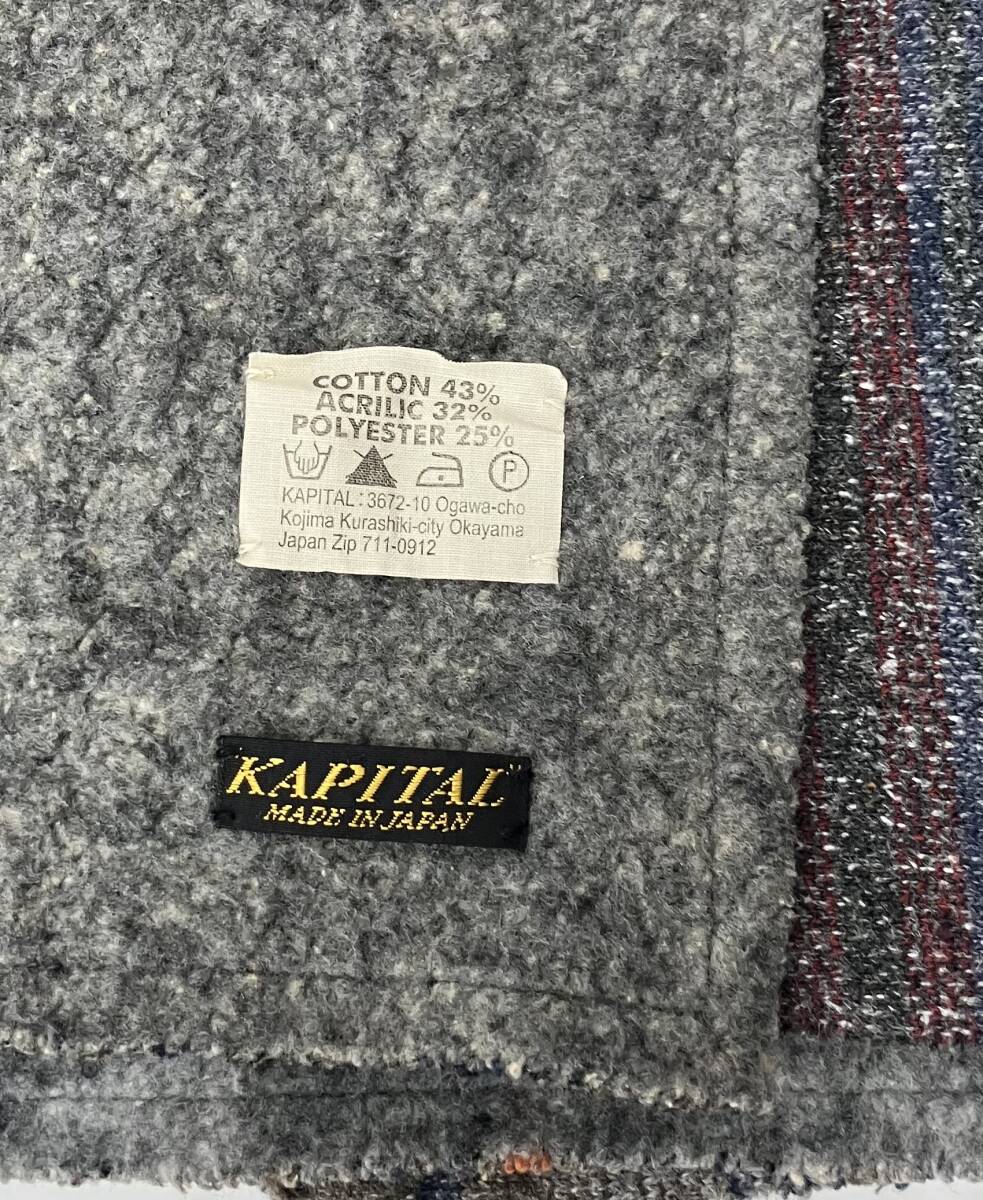 COTTON 43%
ACRILIC 32%
POLYESTER 25%
P
KAPITAL : 3672-10 Ogawa-cho
Kojima Kurashiki-city Okayama
Japan Zip 711-0912
"KAPITAL"
MADE IN JAPAN